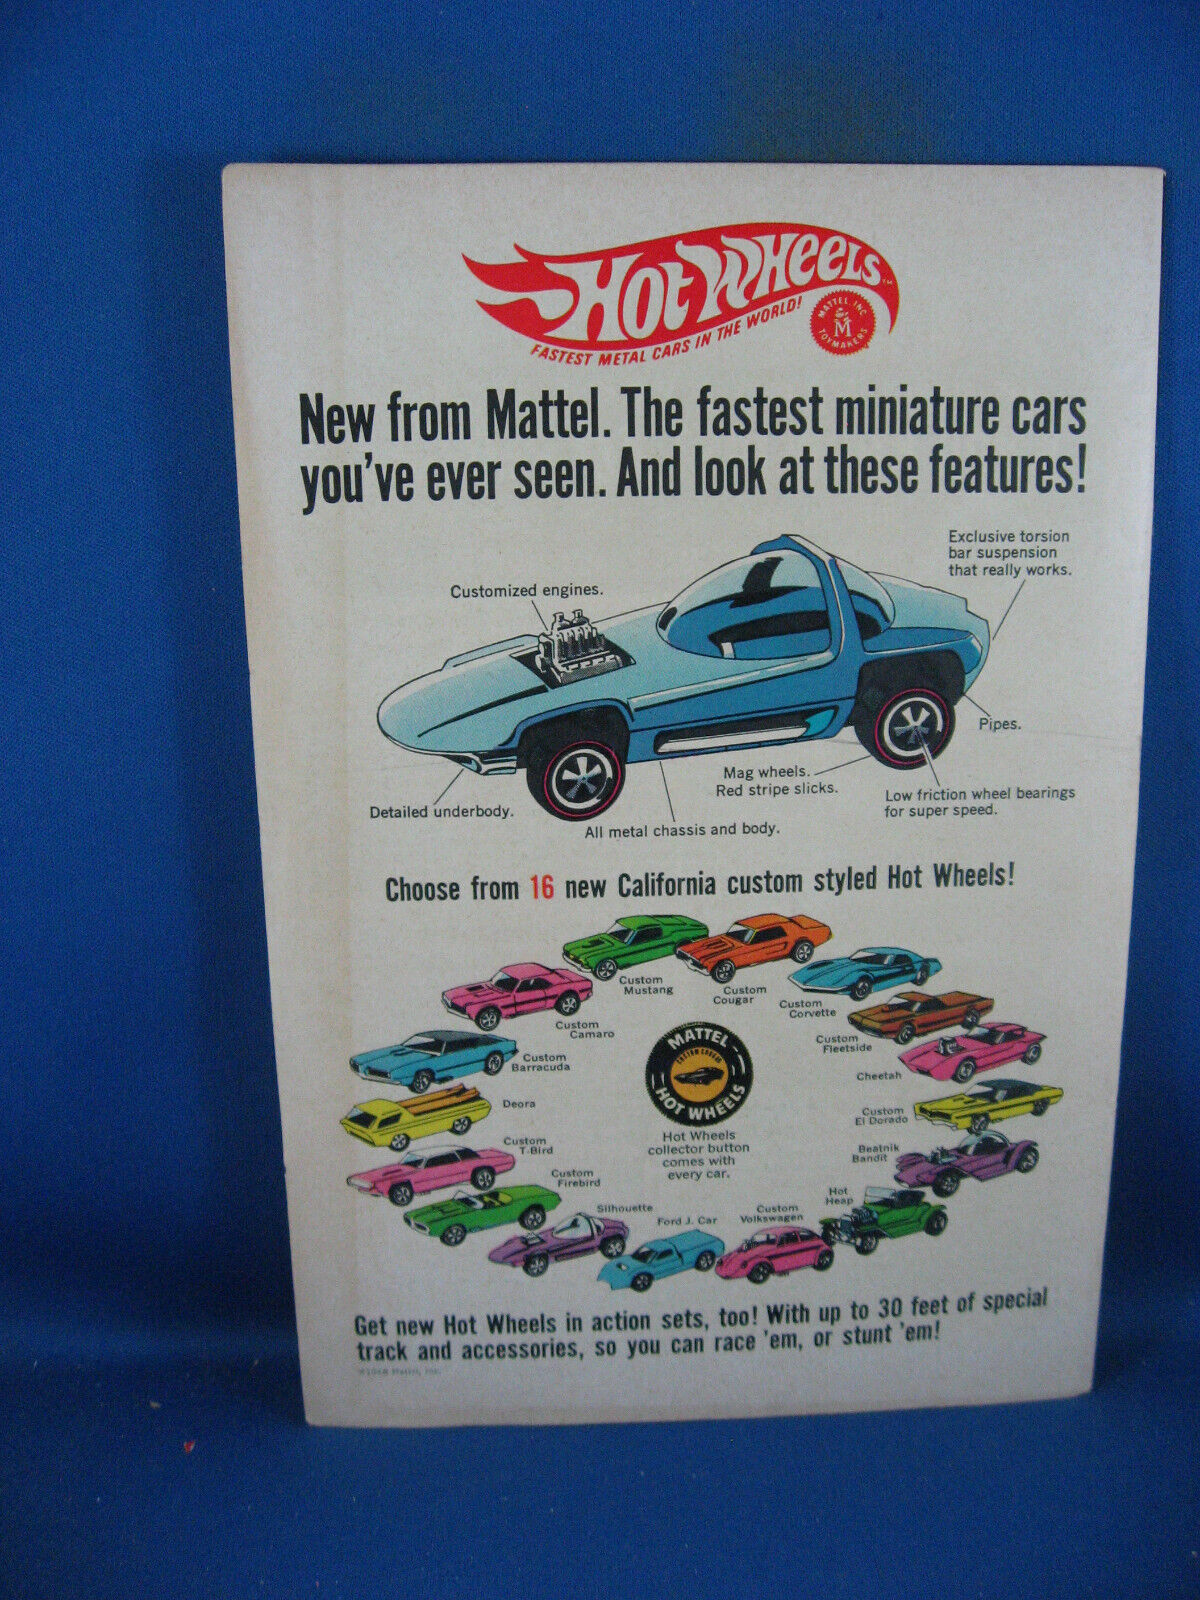 HOT WHEELS™
FASTEST METAL CARS IN THE WORLD!
MATTEL, INC.
M
TOYMAKERS
New from Mattel. The fastest miniature cars
you've ever seen. And look at these features!
Exclusive torsion
bar suspension
that really works.
Customized engines.
Pipes.
Mag wheels.
Red stripe slicks.
Low friction wheel bearings
for super speed.
Detailed underbody.
All metal chassis and body.
Choose from 16 new California custom styled Hot Wheels!
Custom
Mustang
Custom
Cougar
Custom
Corvette
Custom
Camaro
Custom
Fleetside
Custom
Barracuda
Cheetah
Deora
Custom
El Dorado
Custom
T-Bird
Beatnik
Bandit
Custom
Firebird
Hot
Heap
Silhouette
Ford J. Car
Custom
Volkswagen
MATTEL
CUSTOM COUGAR
HOT WHEELS
Hot Wheels
collector button
comes with
every car.
Get new Hot Wheels in action sets, too! With up to 30 feet of special
track and accessories, so you can race 'em, or stunt 'em!
©1968 Mattel, Inc.